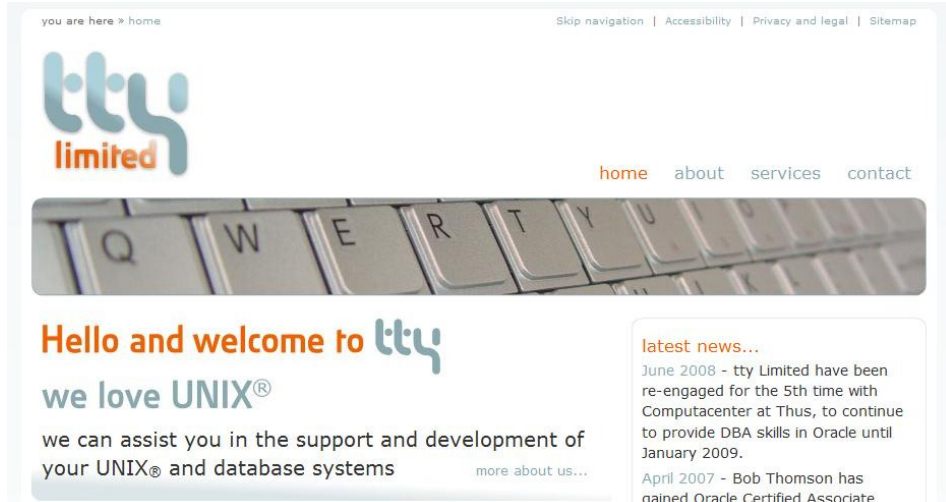 you are here » home
Skip navigation | Accessibility | Privacy and legal | Sitemap
tty
limited
home about services contact
Q W E R T Y U I O
J K L
Hello and welcome to tty
we love UNIX®
we can assist you in the support and development of
your UNIX® and database systems
more about us...
latest news...
June 2008 - tty Limited have been
re-engaged for the 5th time with
Computacenter at Thus, to continue
to provide DBA skills in Oracle until
January 2009.
April 2007 - Bob Thomson has
gained Oracle Certified Associate